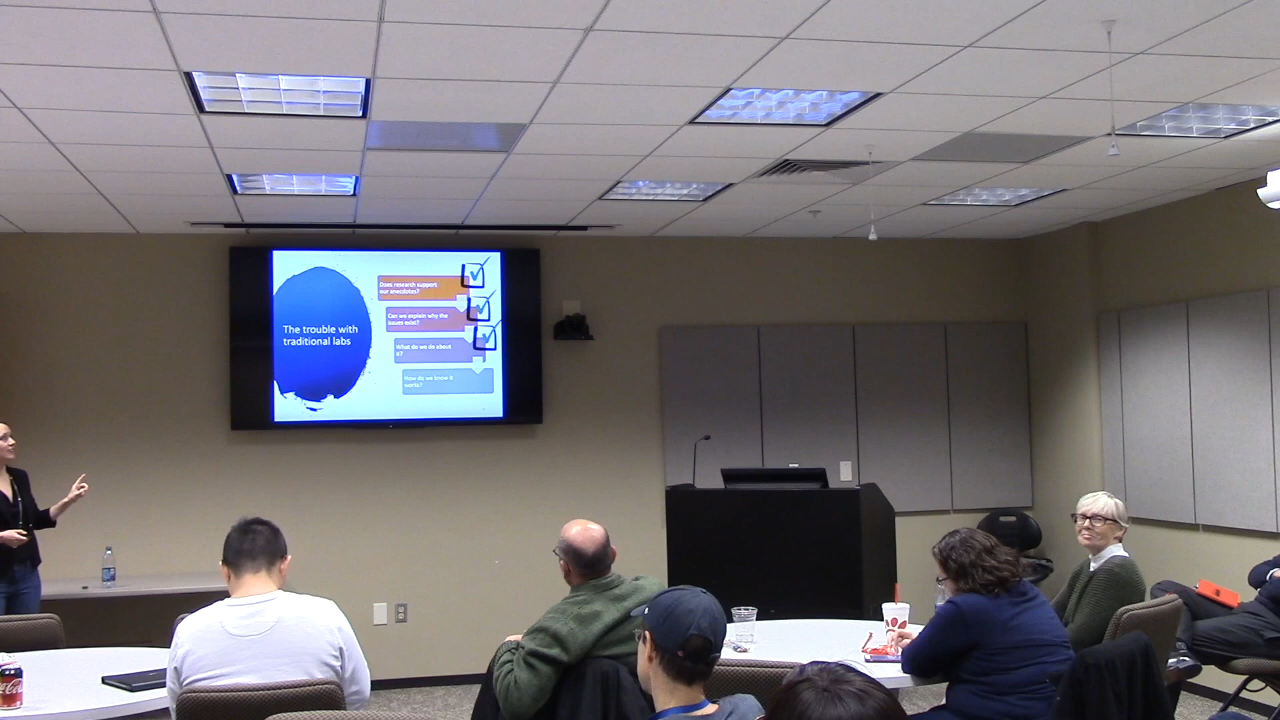 The trouble with
traditional labs
Does research support
our anecdotes?
Can we explain why the
issues exist?
What do we do about
it?
How do we know it
works?